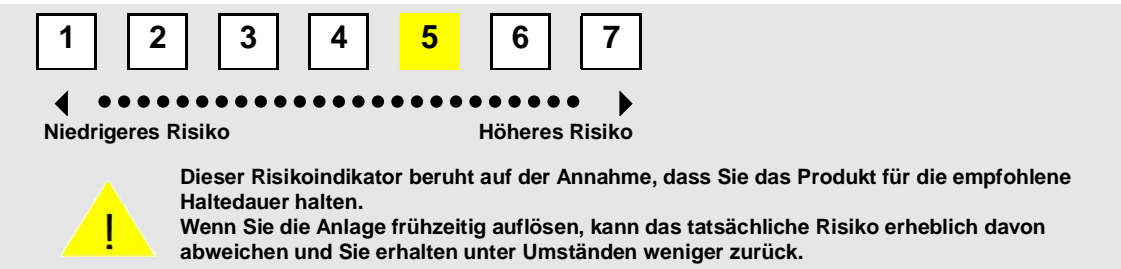 1 2 3 4 5 6 7
Niedrigeres Risiko Höheres Risiko
Dieser Risikoindikator beruht auf der Annahme, dass Sie das Produkt für die empfohlene
Haltedauer halten.
Wenn Sie die Anlage frühzeitig auflösen, kann das tatsächliche Risiko erheblich davon
abweichen und Sie erhalten unter Umständen weniger zurück.
!